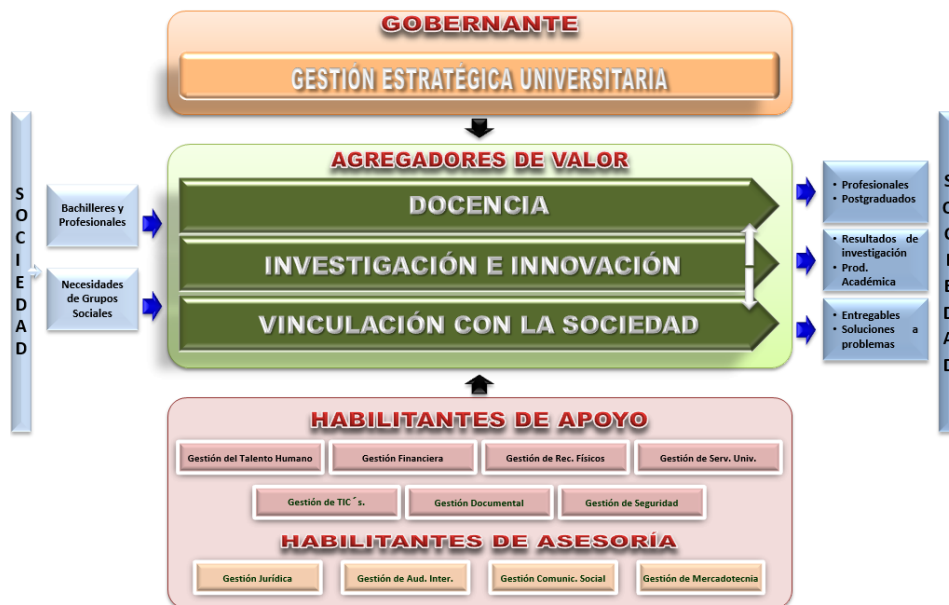 GOBERNANTE
GESTIÓN ESTRATÉGICA UNIVERSITARIA
SOCIEDAD
Bachilleres y
Profesionales
Necesidades
de Grupos
Sociales
AGREGADORES DE VALOR
DOCENCIA
INVESTIGACIÓN E INNOVACIÓN
VINCULACIÓN CON LA SOCIEDAD
• Profesionales
• Postgraduados
• Resultados de
investigación
• Prod.
Académica
• Entregables
• Soluciones a
problemas
SOCIEDAD
HABILITANTES DE APOYO
Gestión del Talento Humano
Gestión Financiera
Gestión de Rec. Físicos
Gestión de Serv. Univ.
Gestión de TIC´s.
Gestión Documental
Gestión de Seguridad
HABILITANTES DE ASESORÍA
Gestión Jurídica
Gestión de Aud. Inter.
Gestión Comunic. Social
Gestión de Mercadotecnia